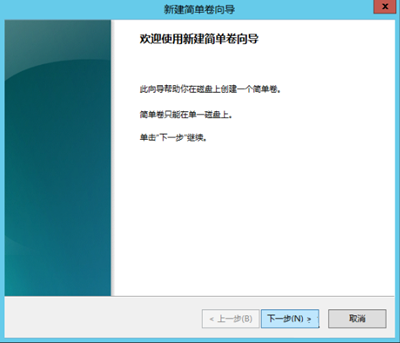 新建简单卷向导
x
欢迎使用新建简单卷向导
此向导帮助你在磁盘上创建一个简单卷。
简单卷只能在单一磁盘上。
单击"下一步"继续。
< 上一步(B)
下一步(N) >
取消